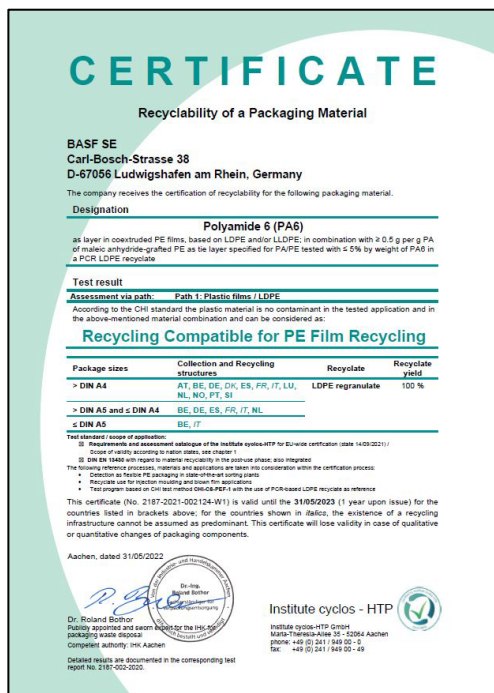 CERTIFICATE
Recyclability of a Packaging Material
BASF SE
Carl-Bosch-Strasse 38
D-67056 Ludwigshafen am Rhein, Germany
The company receives the certification of recyclability for the following packaging material.
Designation
Polyamide 6 (PA6)
as layer in coextruded PE films, based on LDPE and/or LLDPE; in combination with ≥ 0.5 g per g PA
of maleic anhydride-grafted PE as tie layer specified for PA/PE tested with ≤ 5% by weight of PA6 in
a PCR LDPE recyclate
Test result
Assessment via path: Path 1: Plastic films / LDPE
According to the CHI standard the plastic material is no contaminant in the tested application and in
the above-mentioned material combination and can be considered as:
Recycling Compatible for PE Film Recycling
Package sizes Collection and Recycling structures Recyclate Recyclate yield
> DIN A4 AT, BE, DE, DK, ES, FR, IT, LU, NL, NO, PT, SI LDPE regranulate 100 %
> DIN A5 and ≤ DIN A4 BE, DE, ES, FR, IT, NL
≤ DIN A5 BE, IT
Test standard / scope of application:
☒ Requirements and assessment catalogue of the Institute cyclos-HTP for EU-wide certification (state 14/09/2021) /
Scope of validity according to nation states, see chapter 1
☒ DIN EN 13430 with regard to material recyclability in the post-use phase; also integrated
The following reference processes, materials and applications are taken into consideration within the certification process:
• Detection as flexible PE packaging in state-of-the-art sorting plants
• Recyclate use for injection moulding and blown film applications
• Test program based on CHI test method with the use of PCR-based LDPE recyclate as reference
This certificate (No. 2187-2021-002124-W1) is valid until the 31/05/2023 (1 year upon issue) for the
countries listed in brackets above; for the countries shown in italics, the existence of a recycling
infrastructure cannot be assumed as predominant. This certificate will lose validity in case of qualitative
or quantitative changes of packaging components.
Aachen, dated 31/05/2022
Dr.-Ing.
Roland Bothor
Dr. Roland Bothor
Publicly appointed and sworn expert for the IHK for
packaging waste disposal
Competent authority: IHK Aachen
Detailed results are documented in the corresponding test
report No. 2187-002-2020.
Institute cyclos - HTP
Institute cyclos-HTP GmbH
Maria-Theresia-Allee 35 - 52064 Aachen
phone: +49 (0) 241 / 949 00 - 0
fax: +49 (0) 241 / 949 00 - 49